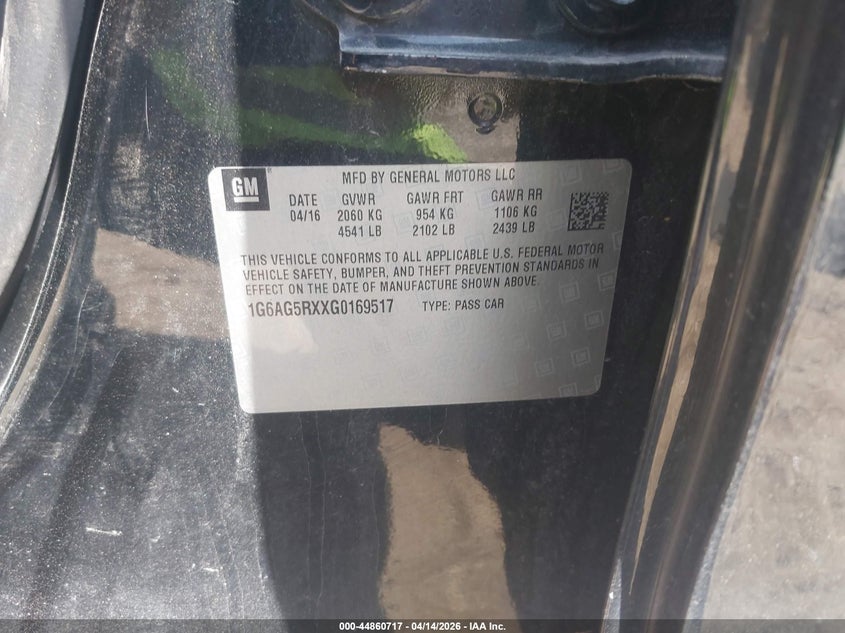 GM
MFD BY GENERAL MOTORS LLC
DATE GVWR GAWR FRT GAWR RR
04/16 2060 KG 954 KG 1106 KG
4541 LB 2102 LB 2439 LB
THIS VEHICLE CONFORMS TO ALL APPLICABLE U.S. FEDERAL MOTOR
VEHICLE SAFETY, BUMPER, AND THEFT PREVENTION STANDARDS IN
EFFECT ON THE DATE OF MANUFACTURE SHOWN ABOVE.
1G6AG5RXXG0169517 TYPE: PASS CAR
000-44860717 - 04/14/2026 - IAA Inc.